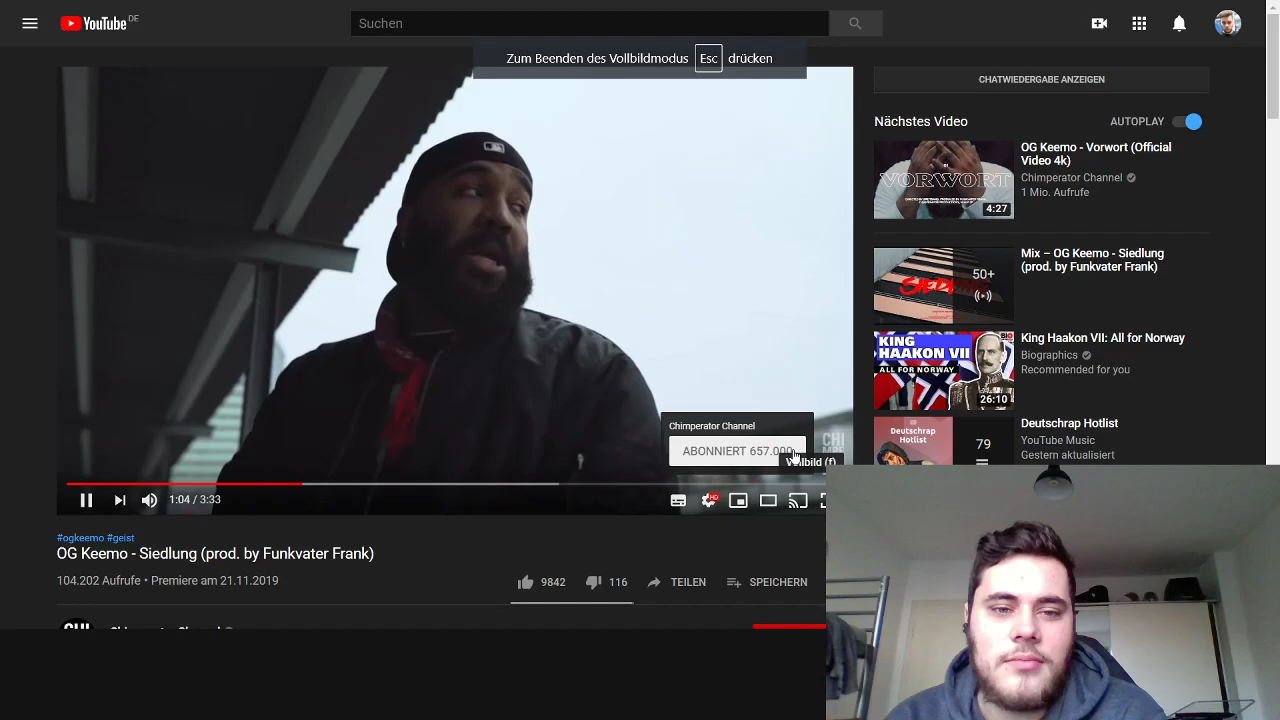 YouTube DE
Suchen
Zum Beenden des Vollbildmodus Esc drücken
CHATWIEDERGABE ANZEIGEN
Nächstes Video
AUTOPLAY
VORWORT
4:27
OG Keemo - Vorwort (Official
Video 4k)
Chimperator Channel
1 Mio. Aufrufe
50+
Mix – OG Keemo - Siedlung
(prod. by Funkvater Frank)
KING
HAAKON VII
ALL FOR NORWAY
BIO
26:10
King Haakon VII: All for Norway
Biographics
Recommended for you
Deutschrap
Hotlist
79
Deutschrap Hotlist
YouTube Music
Gestern aktualisiert
Chimperator Channel
ABONNIERT 657.000
(f)
1:04 / 3:33
HD
#ogkeemo #geist
OG Keemo - Siedlung (prod. by Funkvater Frank)
104.202 Aufrufe • Premiere am 21.11.2019
9842
116
TEILEN
SPEICHERN